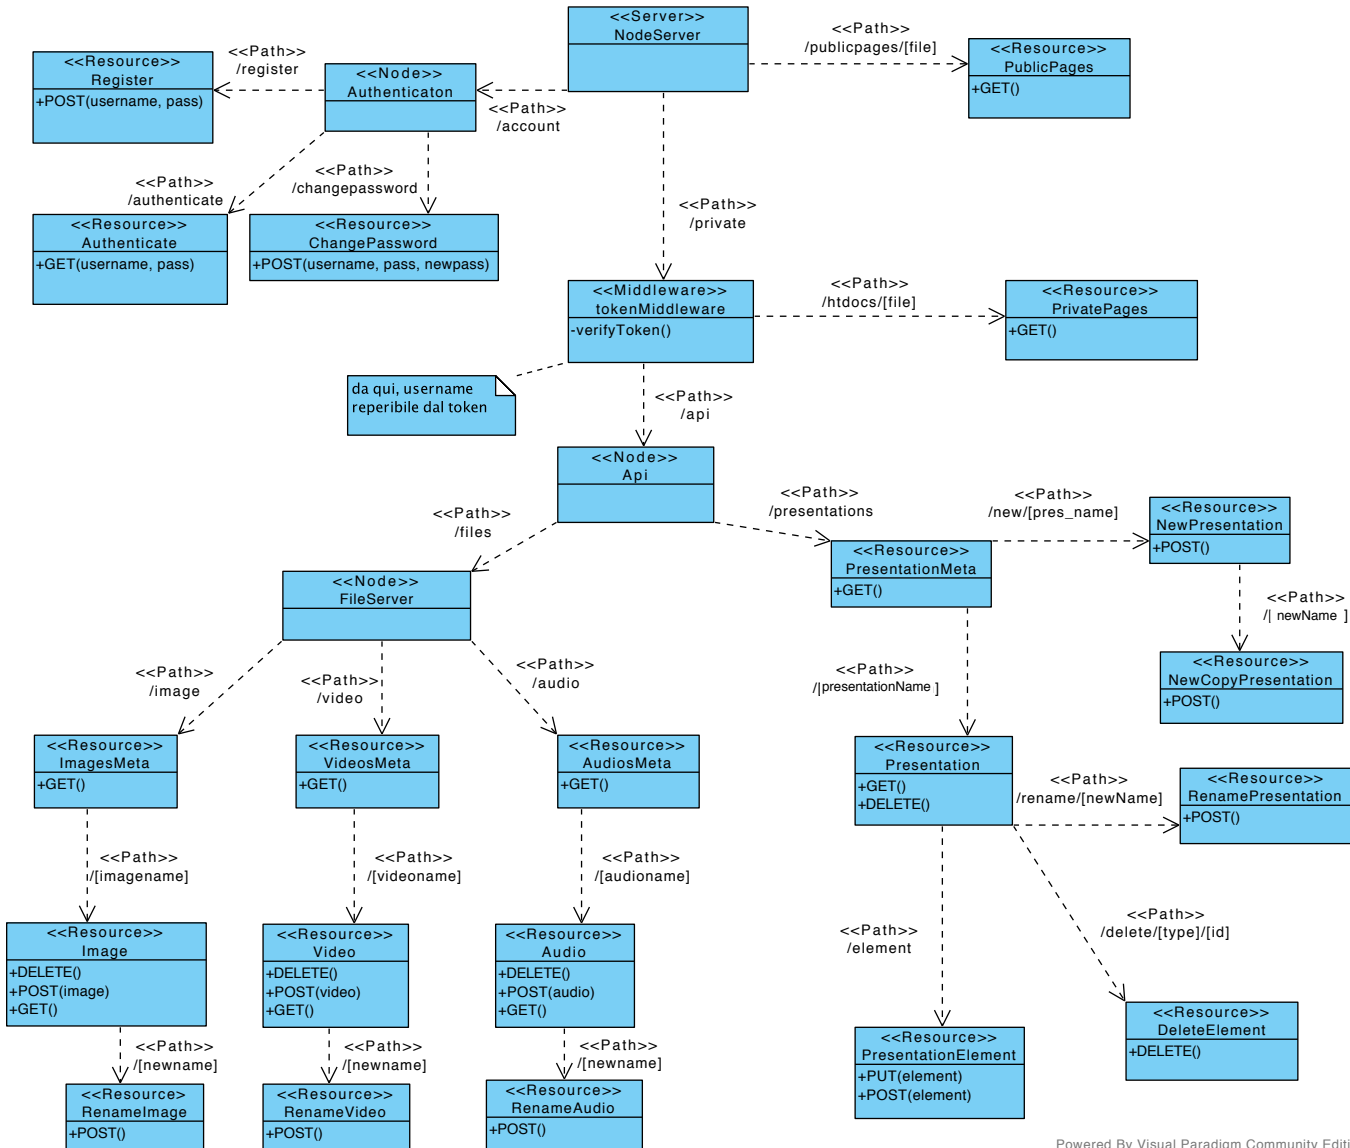 <<Server>>
NodeServer
<<Path>>
/publicpages/[file]
<<Resource>>
PublicPages
+GET()
<<Path>>
/register
<<Resource>>
Register
+POST(username, pass)
<<Node>>
Authenticaton
<<Path>>
/account
<<Path>>
/authenticate
<<Path>>
/changepassword
<<Path>>
/private
<<Resource>>
Authenticate
+GET(username, pass)
<<Resource>>
ChangePassword
+POST(username, pass, newpass)
<<Middleware>>
tokenMiddleware
-verifyToken()
<<Path>>
/htdocs/[file]
<<Resource>>
PrivatePages
+GET()
da qui, username
reperibile dal token
<<Path>>
/api
<<Node>>
Api
<<Path>>
/files
<<Path>>
/presentations
<<Path>>
/new/[pres_name]
<<Resource>>
NewPresentation
+POST()
<<Resource>>
PresentationMeta
+GET()
<<Node>>
FileServer
<<Path>>
/[ newName ]
<<Resource>>
NewCopyPresentation
+POST()
<<Path>>
/image
<<Path>>
/video
<<Path>>
/audio
<<Path>>
/[presentationName ]
<<Resource>>
ImagesMeta
+GET()
<<Resource>>
VideosMeta
+GET()
<<Resource>>
AudiosMeta
+GET()
<<Resource>>
Presentation
+GET()
+DELETE()
<<Path>>
/rename/[newName]
<<Resource>>
RenamePresentation
+POST()
<<Path>>
/[imagename]
<<Path>>
/[videoname]
<<Path>>
/[audioname]
<<Path>>
/element
<<Path>>
/delete/[type]/[id]
<<Resource>>
Image
+DELETE()
+POST(image)
+GET()
<<Resource>>
Video
+DELETE()
+POST(video)
+GET()
<<Resource>>
Audio
+DELETE()
+POST(audio)
+GET()
<<Resource>>
DeleteElement
+DELETE()
<<Resource>>
PresentationElement
+PUT(element)
+POST(element)
<<Path>>
/[newname]
<<Path>>
/[newname]
<<Path>>
/[newname]
<<Resource>
RenameImage
+POST()
<<Resource>>
RenameVideo
+POST()
<<Resource>>
RenameAudio
+POST()
Powered By Visual Paradigm Community Editi